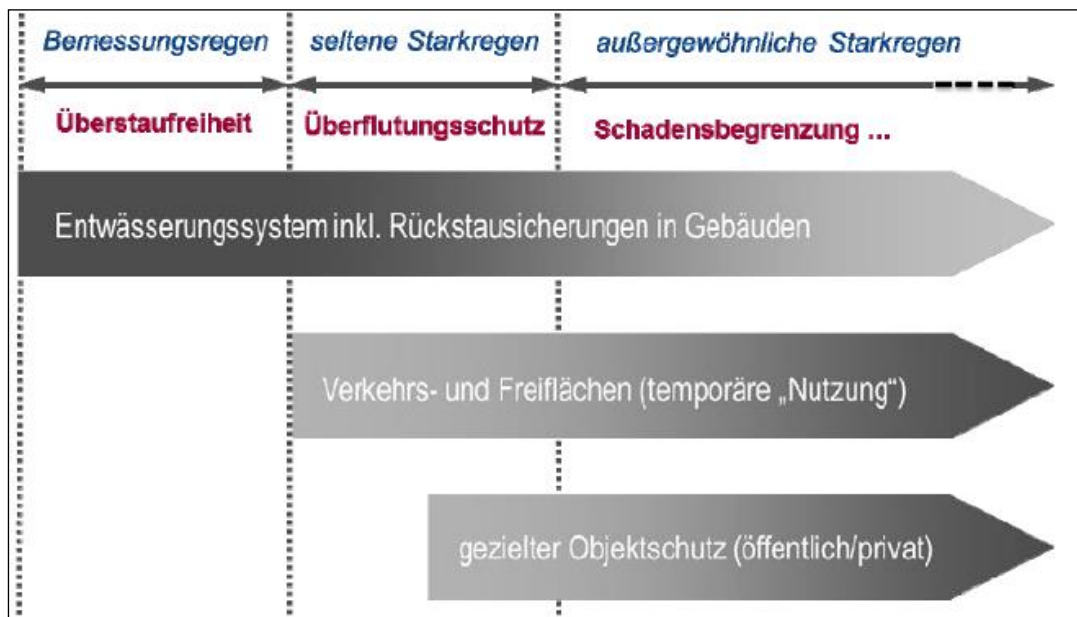 Bemessungsregen seltene Starkregen außergewöhnliche Starkregen
Überstaufreiheit Überflutungsschutz Schadensbegrenzung ...
Entwässerungssystem inkl. Rückstausicherungen in Gebäuden
Verkehrs- und Freiflächen (temporäre „Nutzung“)
gezielter Objektschutz (öffentlich/privat)